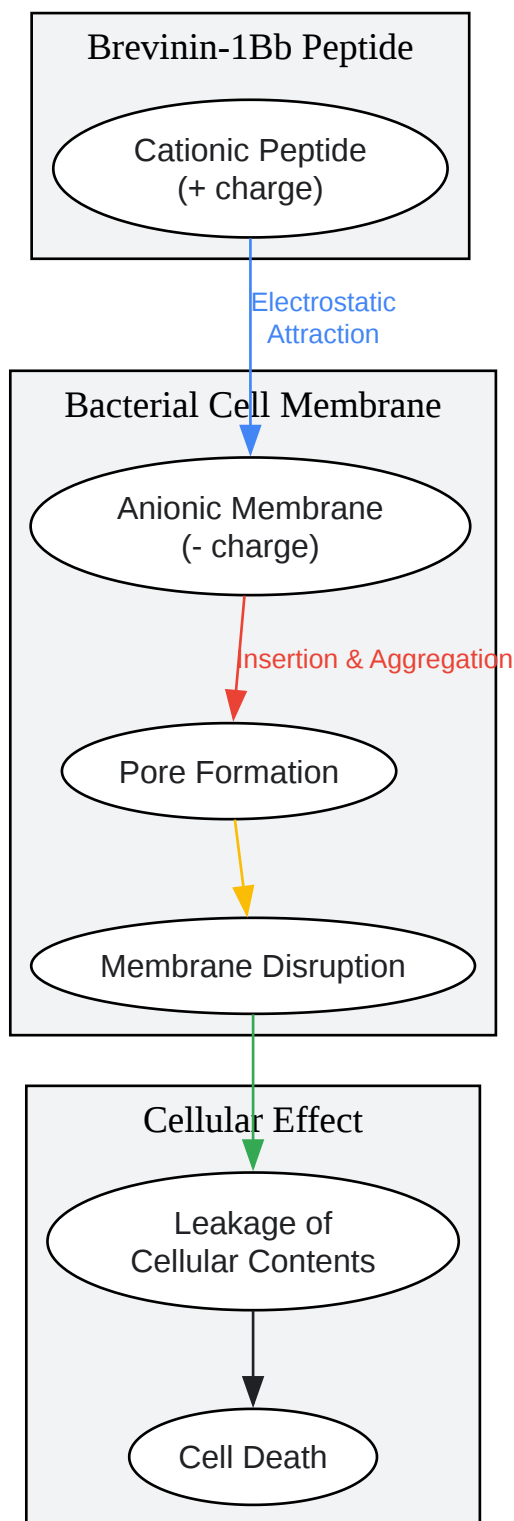 Brevinin-1Bb Peptide
Cationic Peptide
(+ charge)
Electrostatic
Attraction
Bacterial Cell Membrane
Anionic Membrane
(- charge)
Insertion & Aggregation
Pore Formation
Membrane Disruption
Cellular Effect
Leakage of
Cellular Contents
Cell Death